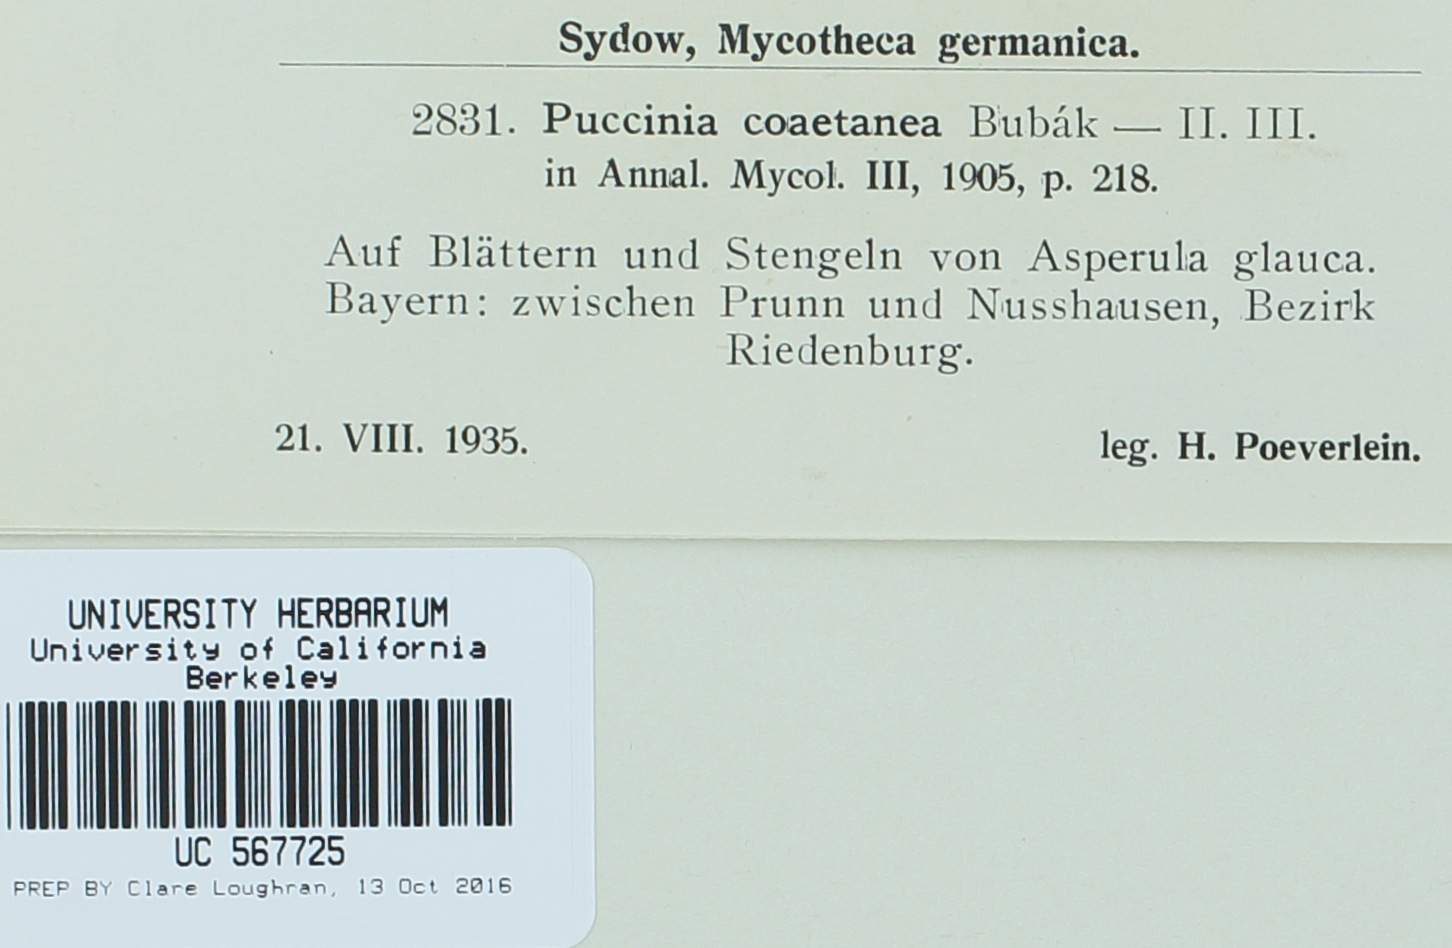 Sydow, Mycotheca germanica.
2831. Puccinia coaetanea Bubák — II. III.
in Annal. Mycol. III, 1905, p. 218.
Auf Blättern und Stengeln von Asperula glauca.
Bayern: zwischen Prunn und Nusshausen, Bezirk
Riedenburg.
21. VIII. 1935. leg. H. Poeverlein.
UNIVERSITY HERBARIUM
University of California
Berkeley
UC 567725
PREP BY Clare Loughran, 13 Oct 2016